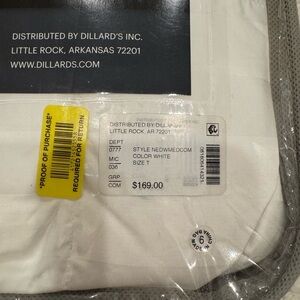 DISTRIBUTED BY DILLARD'S INC.
LITTLE ROCK, ARKANSAS 72201
WWW.DILLARDS.COM
*PROOF OF PURCHASE*
REQUIRED FOR RETURN
DISTRIBUTED BY DILLARD'S
LITTLE ROCK, AR 72201
DEPT
0777
STYLE NEOWMEDCOM
MIC
COLOR WHITE
036
SIZE T
GRP
COM
$169.00